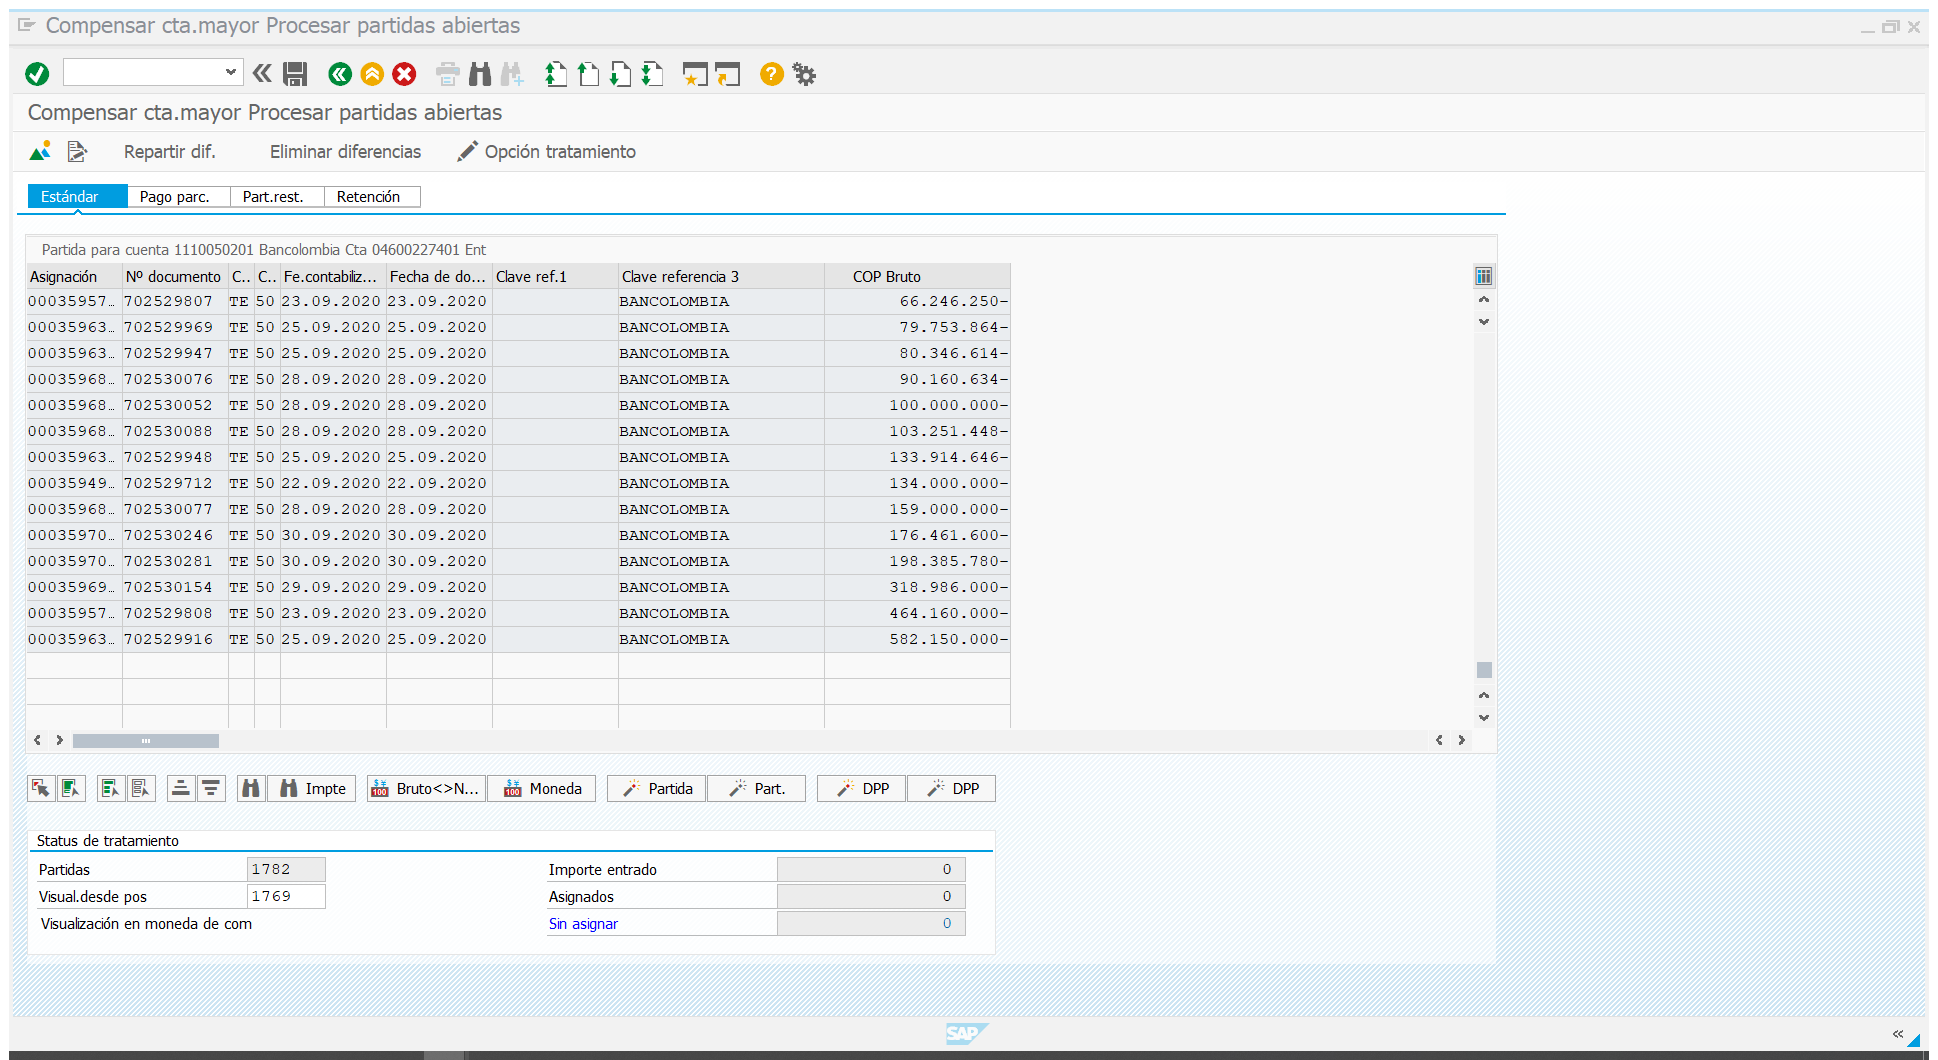 Compensar cta.mayor Procesar partidas abiertas
Compensar cta.mayor Procesar partidas abiertas
Repartir dif. Eliminar diferencias Opción tratamiento
Estándar Pago parc. Part.rest. Retención
Partida para cuenta 1110050201 Bancolombia Cta 04600227401 Ent
Asignación Nº documento C.. C.. Fe.contabiliz... Fecha de do... Clave ref.1 Clave referencia 3 COP Bruto
00035957… 702529807 TE 50 23.09.2020 23.09.2020 BANCOLOMBIA 66.246.250-
00035963… 702529969 TE 50 25.09.2020 25.09.2020 BANCOLOMBIA 79.753.864-
00035963… 702529947 TE 50 25.09.2020 25.09.2020 BANCOLOMBIA 80.346.614-
00035968… 702530076 TE 50 28.09.2020 28.09.2020 BANCOLOMBIA 90.160.634-
00035968… 702530052 TE 50 28.09.2020 28.09.2020 BANCOLOMBIA 100.000.000-
00035968… 702530088 TE 50 28.09.2020 28.09.2020 BANCOLOMBIA 103.251.448-
00035963… 702529948 TE 50 25.09.2020 25.09.2020 BANCOLOMBIA 133.914.646-
00035949… 702529712 TE 50 22.09.2020 22.09.2020 BANCOLOMBIA 134.000.000-
00035968… 702530077 TE 50 28.09.2020 28.09.2020 BANCOLOMBIA 159.000.000-
00035970… 702530246 TE 50 30.09.2020 30.09.2020 BANCOLOMBIA 176.461.600-
00035970… 702530281 TE 50 30.09.2020 30.09.2020 BANCOLOMBIA 198.385.780-
00035969… 702530154 TE 50 29.09.2020 29.09.2020 BANCOLOMBIA 318.986.000-
00035957… 702529808 TE 50 23.09.2020 23.09.2020 BANCOLOMBIA 464.160.000-
00035963… 702529916 TE 50 25.09.2020 25.09.2020 BANCOLOMBIA 582.150.000-
Impte Bruto<>N... Moneda Partida Part. DPP DPP
Status de tratamiento
Partidas 1782 Importe entrado 0
Visual.desde pos 1769 Asignados 0
Visualización en moneda de com Sin asignar 0
SAP